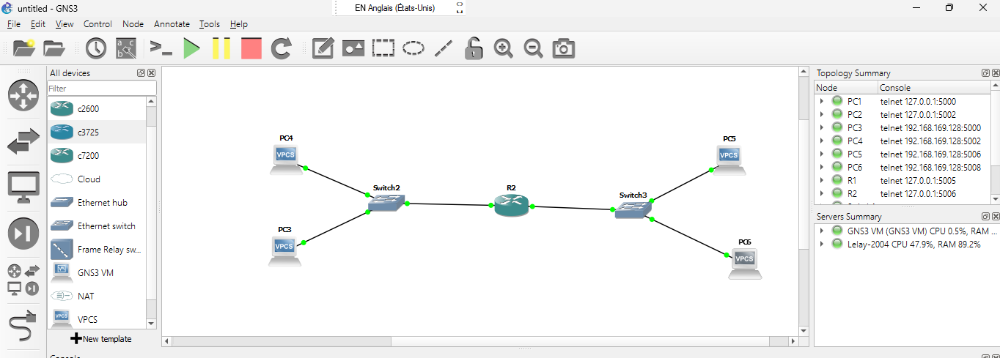 untitled - GNS3
EN Anglais (États-Unis)
File Edit View Control Node Annotate Tools Help
All devices
Filter
c2600
c3725
c7200
Cloud
Ethernet hub
Ethernet switch
Frame Relay sw...
GNS3 VM
NAT
VPCS
New template
PC4
VPCS
PC3
VPCS
Switch2
R2
Switch3
PC5
VPCS
PC6
VPCS
Topology Summary
Node Console
PC1 telnet 127.0.0.1:5000
PC2 telnet 127.0.0.1:5002
PC3 telnet 192.168.169.128:5000
PC4 telnet 192.168.169.128:5002
PC5 telnet 192.168.169.128:5006
PC6 telnet 192.168.169.128:5008
R1 telnet 127.0.0.1:5005
R2 telnet 127.0.0.1:5006
Servers Summary
GNS3 VM (GNS3 VM) CPU 0.5%, RAM ...
Lelay-2004 CPU 47.9%, RAM 89.2%